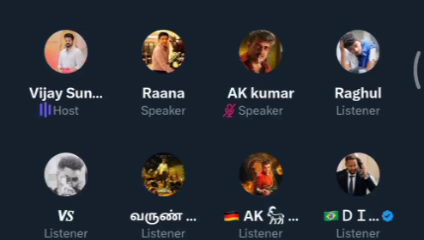 Vijay Sun... Raana AK kumar Raghul
Host Speaker Speaker Listener
VS வருண் ... 🇩🇪 AK 🐐 ... 🇧🇷 D I...
Listener Listener Listener Listener